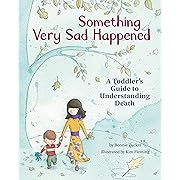 Something
Very Sad Happened
A Toddler's
Guide to
Understanding
Death
by Bonnie Zucker
illustrated by Kim Fleming